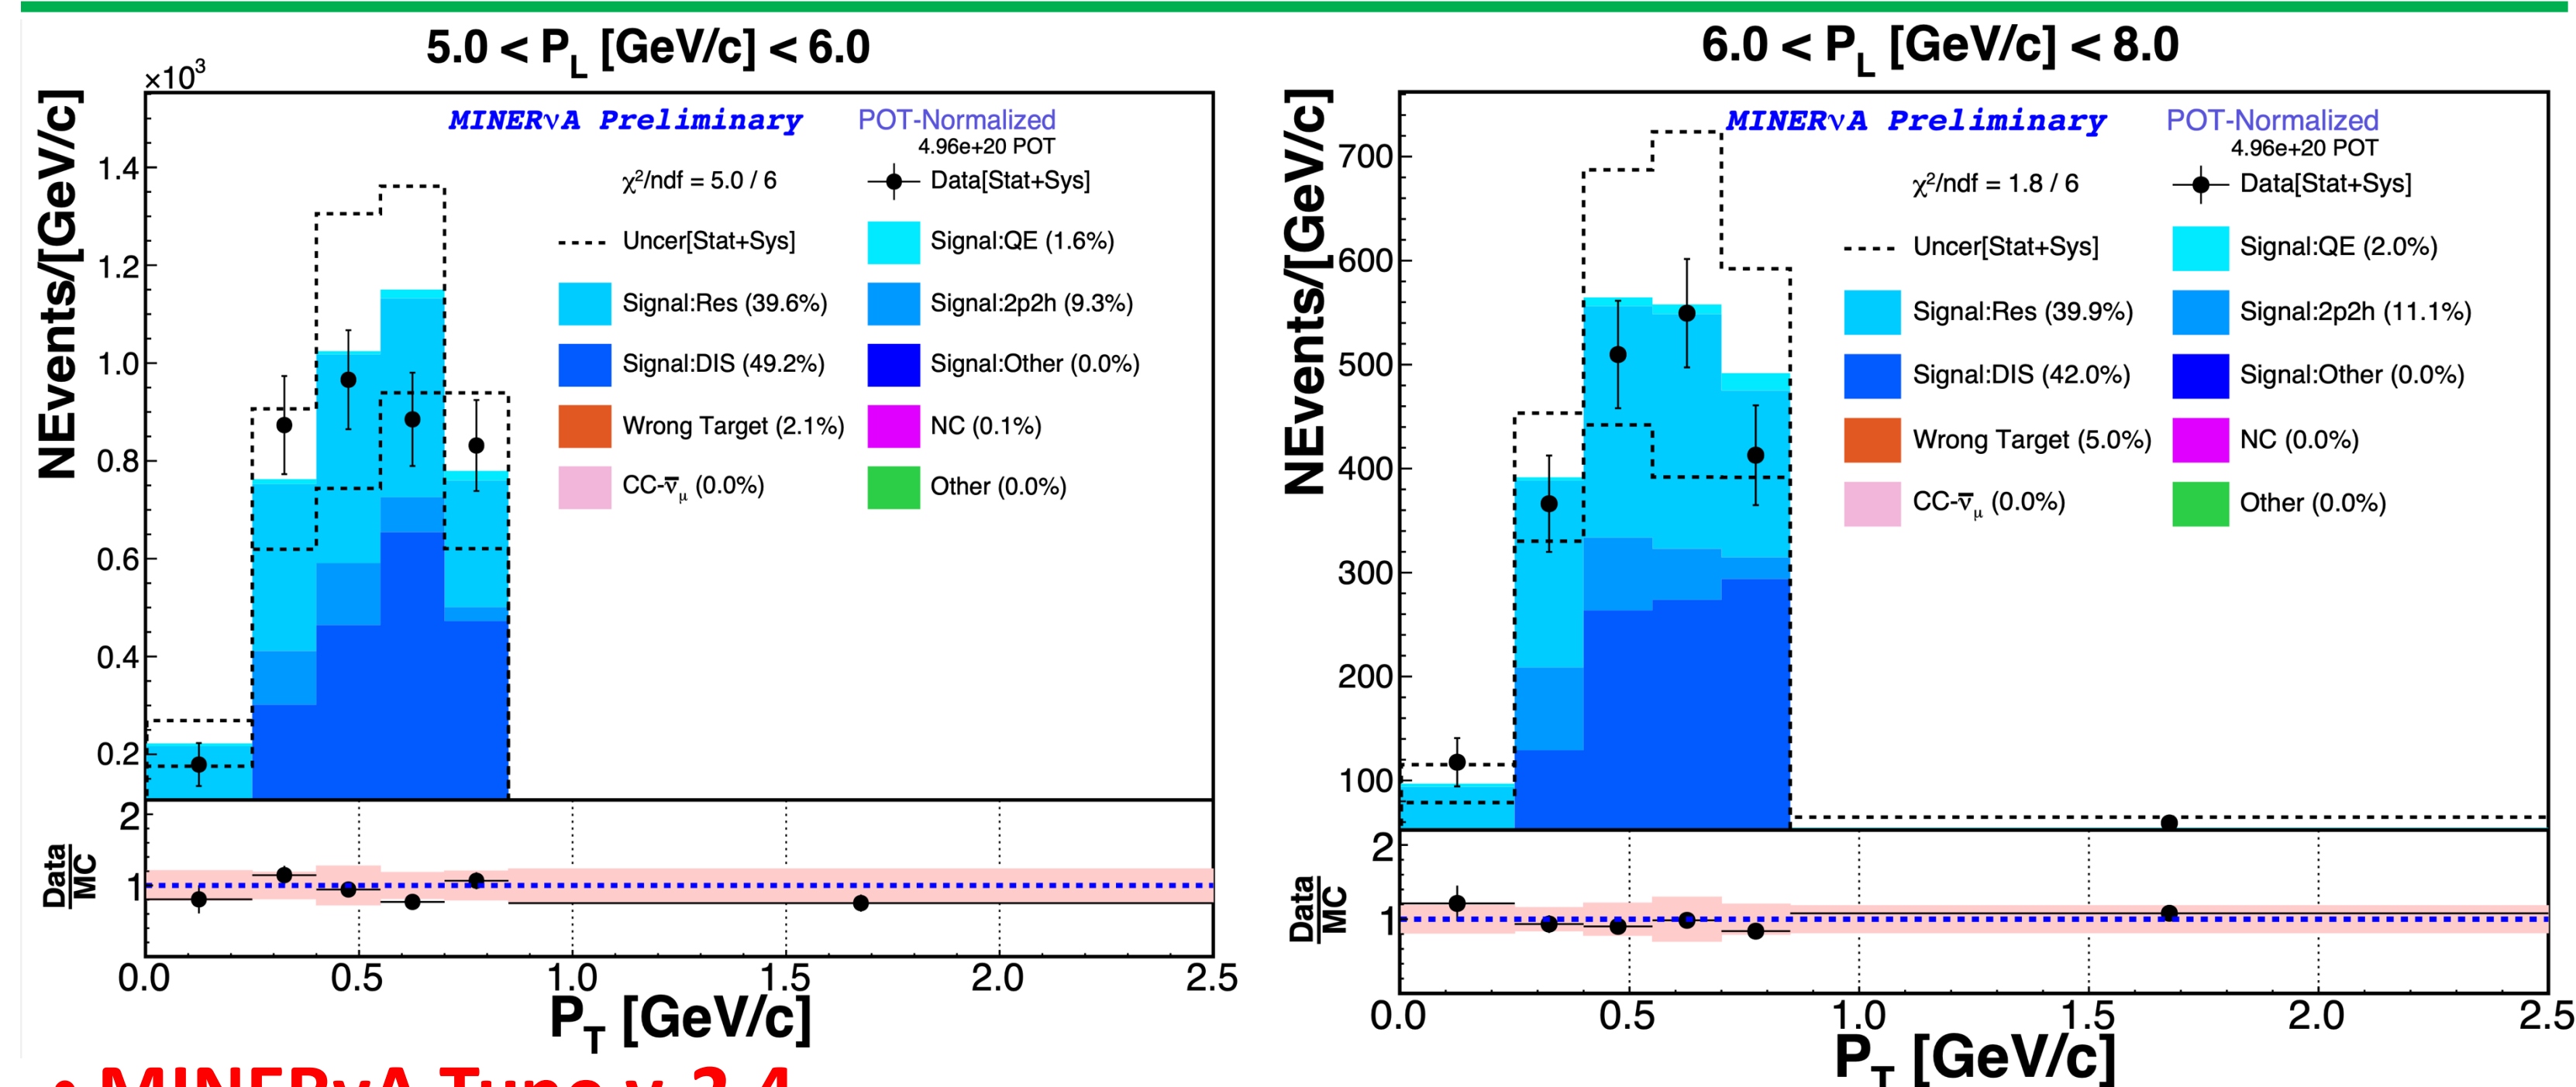 5.0 < P_L [GeV/c] < 6.0
×10³
NEvents/[GeV/c]
1.4
1.2
1.0
0.8
0.6
0.4
0.2
MINERνA Preliminary
POT-Normalized
4.96e+20 POT
χ²/ndf = 5.0 / 6
Data[Stat+Sys]
Uncer[Stat+Sys]
Signal:QE (1.6%)
Signal:Res (39.6%)
Signal:2p2h (9.3%)
Signal:DIS (49.2%)
Signal:Other (0.0%)
Wrong Target (2.1%)
NC (0.1%)
CC-ν̅_μ (0.0%)
Other (0.0%)
Data
MC
2
1
0.0 0.5 1.0 1.5 2.0 2.5
P_T [GeV/c]
6.0 < P_L [GeV/c] < 8.0
NEvents/[GeV/c]
700
600
500
400
300
200
100
MINERνA Preliminary
POT-Normalized
4.96e+20 POT
χ²/ndf = 1.8 / 6
Data[Stat+Sys]
Uncer[Stat+Sys]
Signal:QE (2.0%)
Signal:Res (39.9%)
Signal:2p2h (11.1%)
Signal:DIS (42.0%)
Signal:Other (0.0%)
Wrong Target (5.0%)
NC (0.0%)
CC-ν̅_μ (0.0%)
Other (0.0%)
Data
MC
2
1
0.0 0.5 1.0 1.5 2.0 2.5
P_T [GeV/c]
• MINERνA Tune v